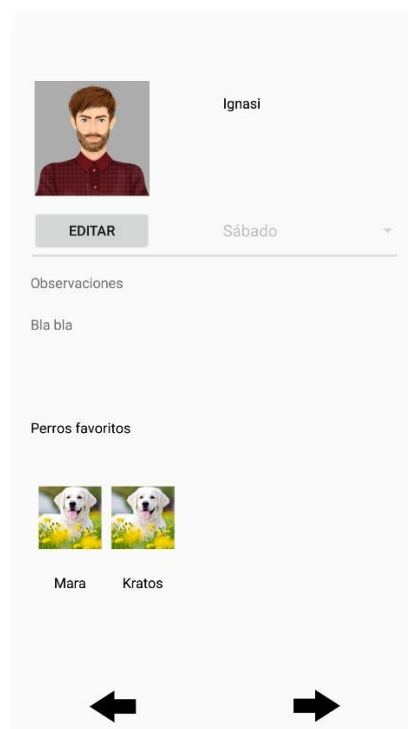 Ignasi
EDITAR
Sábado
Observaciones
Bla bla
Perros favoritos
Mara
Kratos